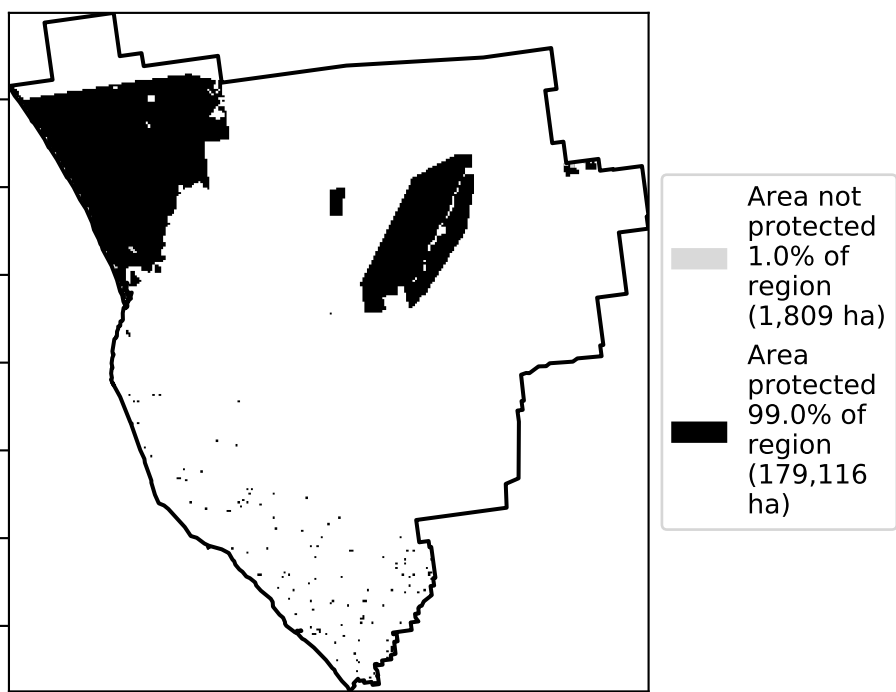 Area not
protected
1.0% of
region
(1,809 ha)
Area
protected
99.0% of
region
(179,116
ha)